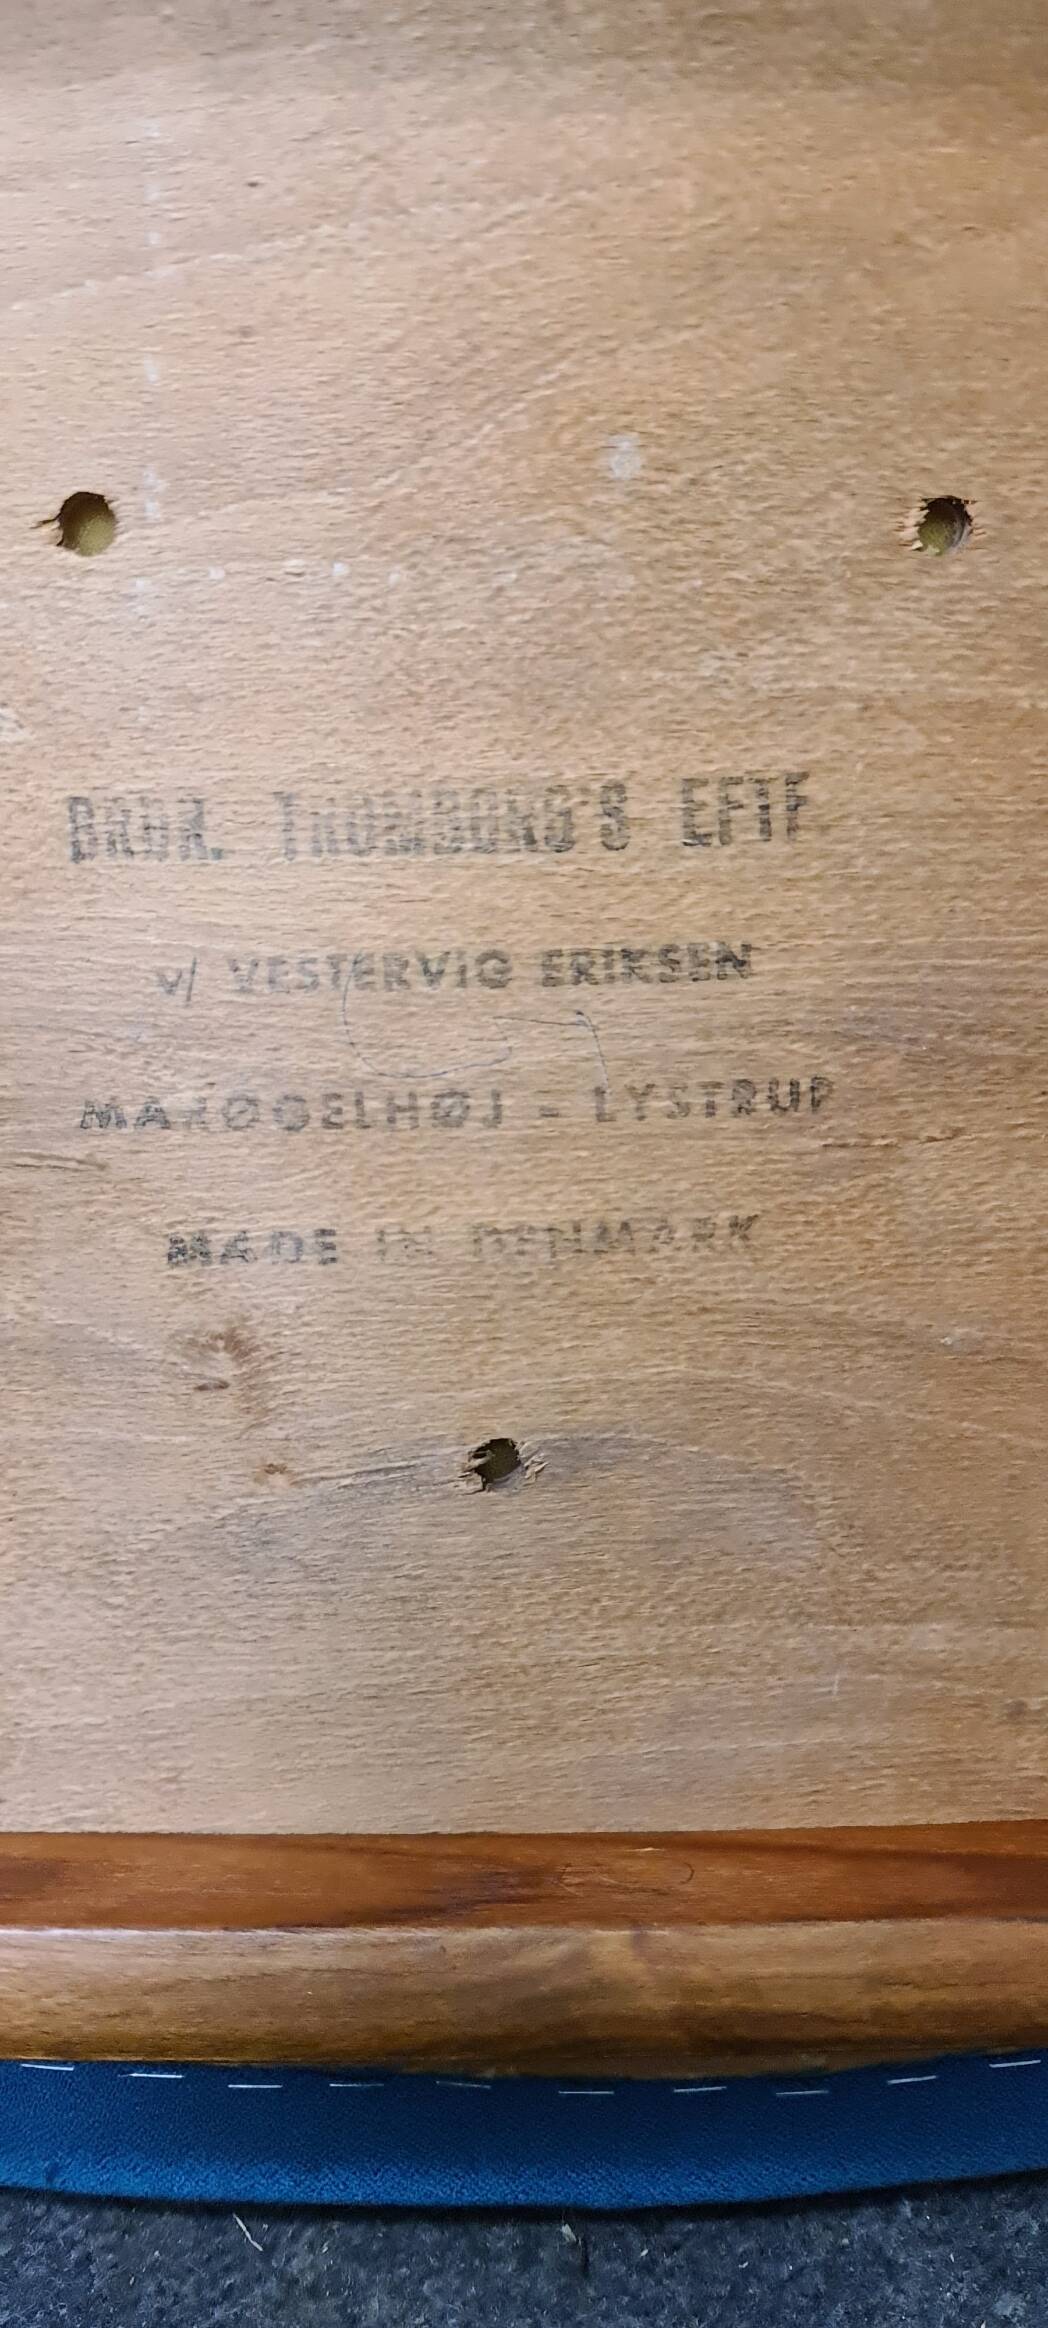 BRDR. TROMBORG'S EFTF
v/ VESTERVIG ERIKSEN
MARØGELHØJ - LYSTRUP
MADE IN DENMARK